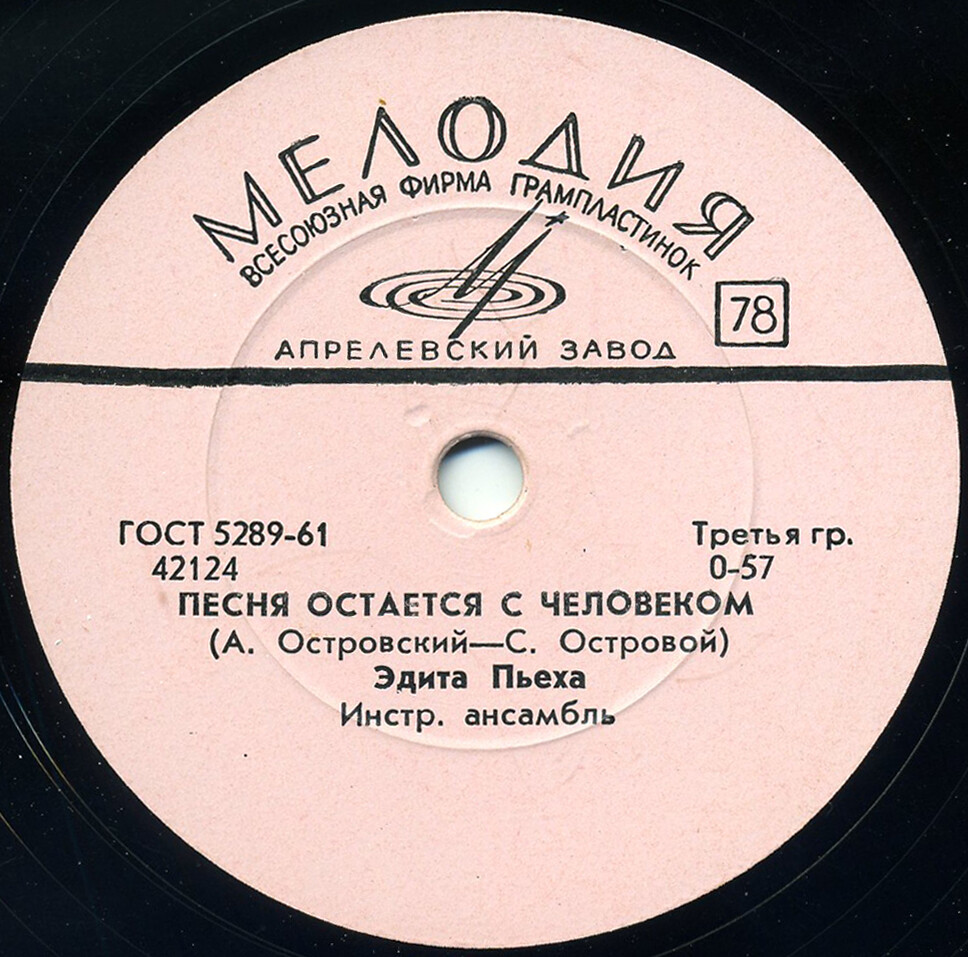 МЕЛОДИЯ
ВСЕСОЮЗНАЯ ФИРМА ГРАМПЛАСТИНОК
78
АПРЕЛЕВСКИЙ ЗАВОД
ГОСТ 5289-61 Третья гр.
42124 0-57
ПЕСНЯ ОСТАЕТСЯ С ЧЕЛОВЕКОМ
(А. Островский—С. Островой)
Эдита Пьеха
Инстр. ансамбль